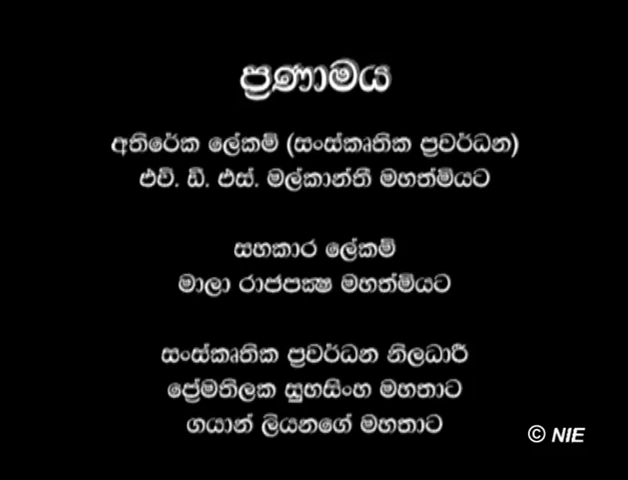 ප්‍රණාමය
අතිරේක ලේකම් (සංස්කෘතික ප්‍රවර්ධන)
එච්. ඩී. එස්. මල්කාන්ති මහත්මියට
සහකාර ලේකම්
මාලා රාජපක්ෂ මහත්මියට
සංස්කෘතික ප්‍රවර්ධන නිලධාරී
ප්‍රේමතිලක සුභසිංහ මහතාට
ගයාන් ලියනගේ මහතාට
© NIE